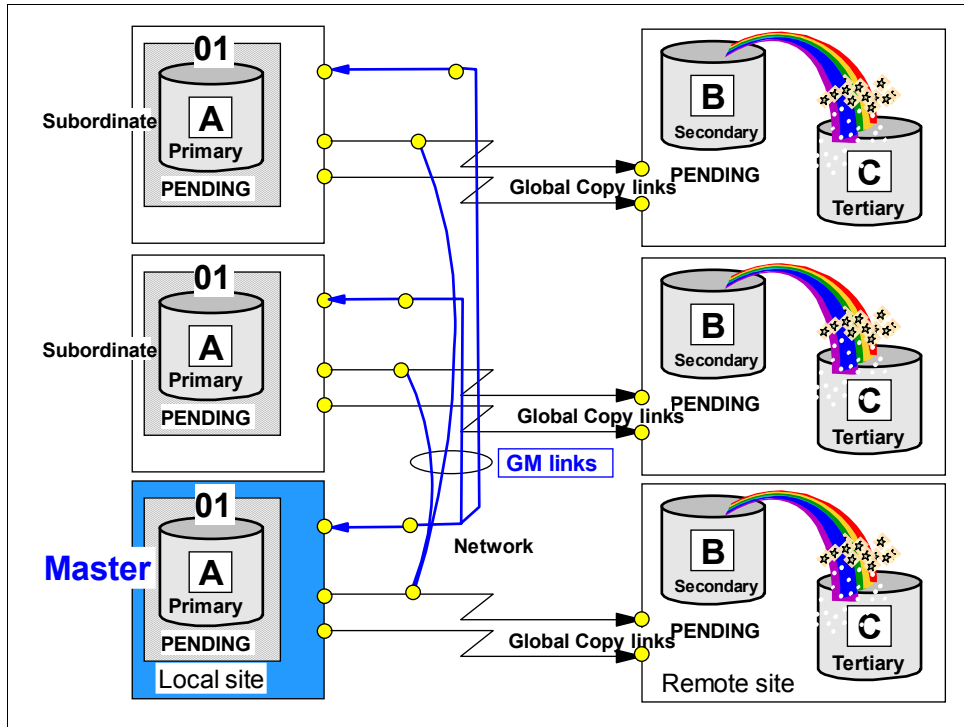 01
A
Primary
Subordinate
PENDING
Global Copy links
B
Secondary
PENDING
C
Tertiary
01
A
Primary
Subordinate
PENDING
Global Copy links
B
Secondary
PENDING
C
Tertiary
GM links
01
A
Primary
Master
PENDING
Local site
Network
Global Copy links
B
Secondary
PENDING
C
Tertiary
Remote site